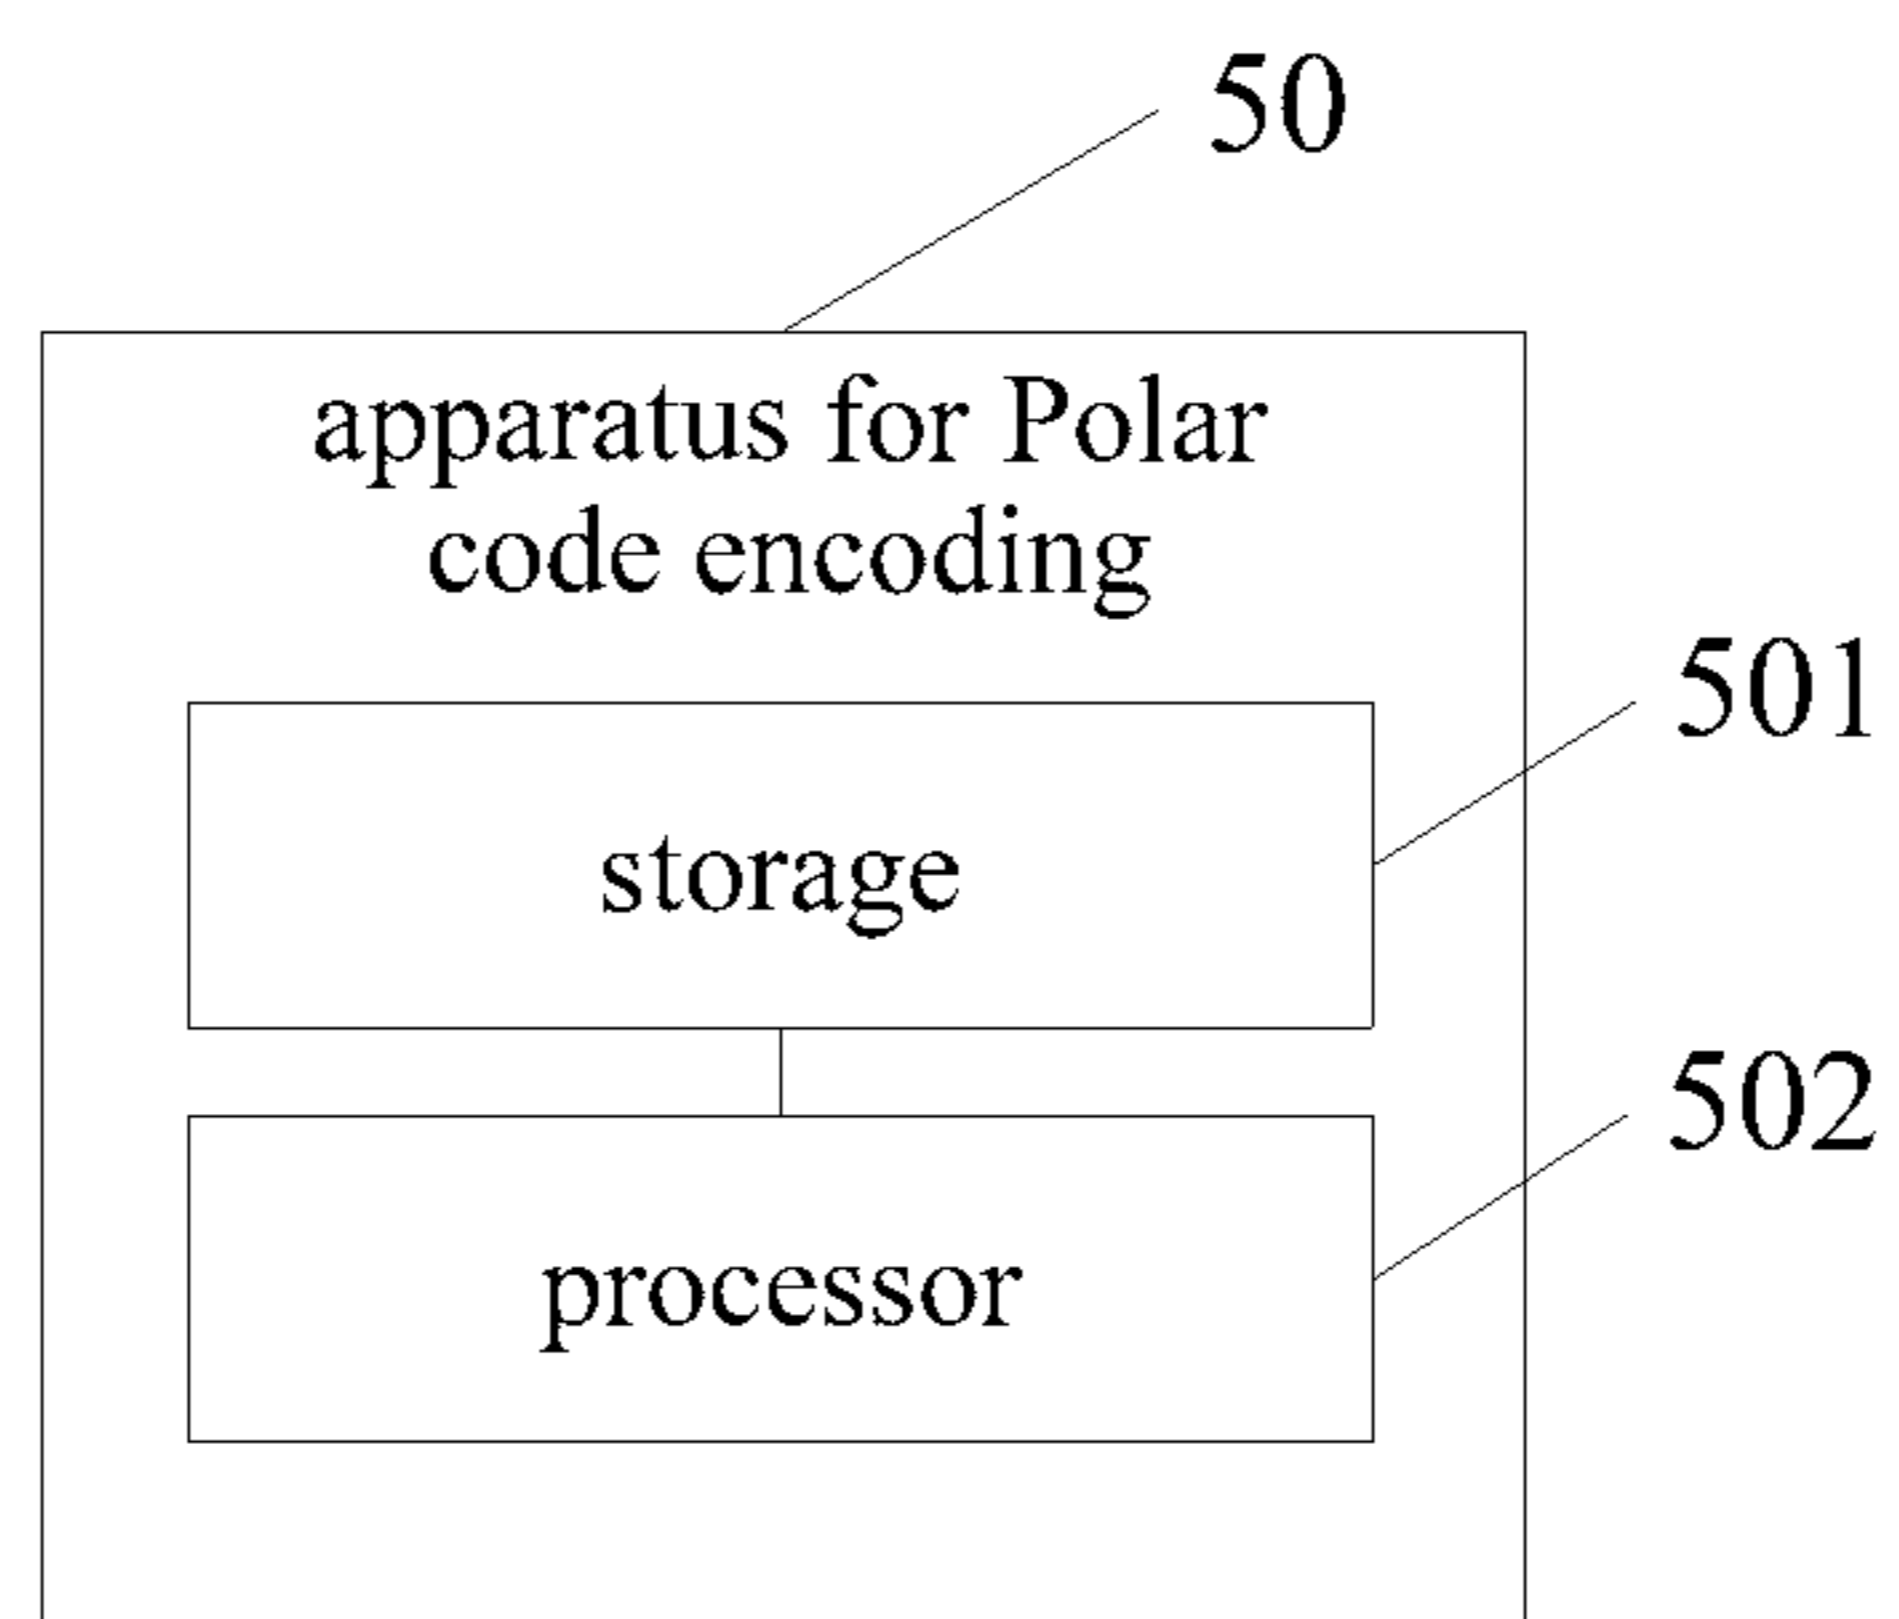 50
apparatus for Polar
code encoding
501
storage
502
processor